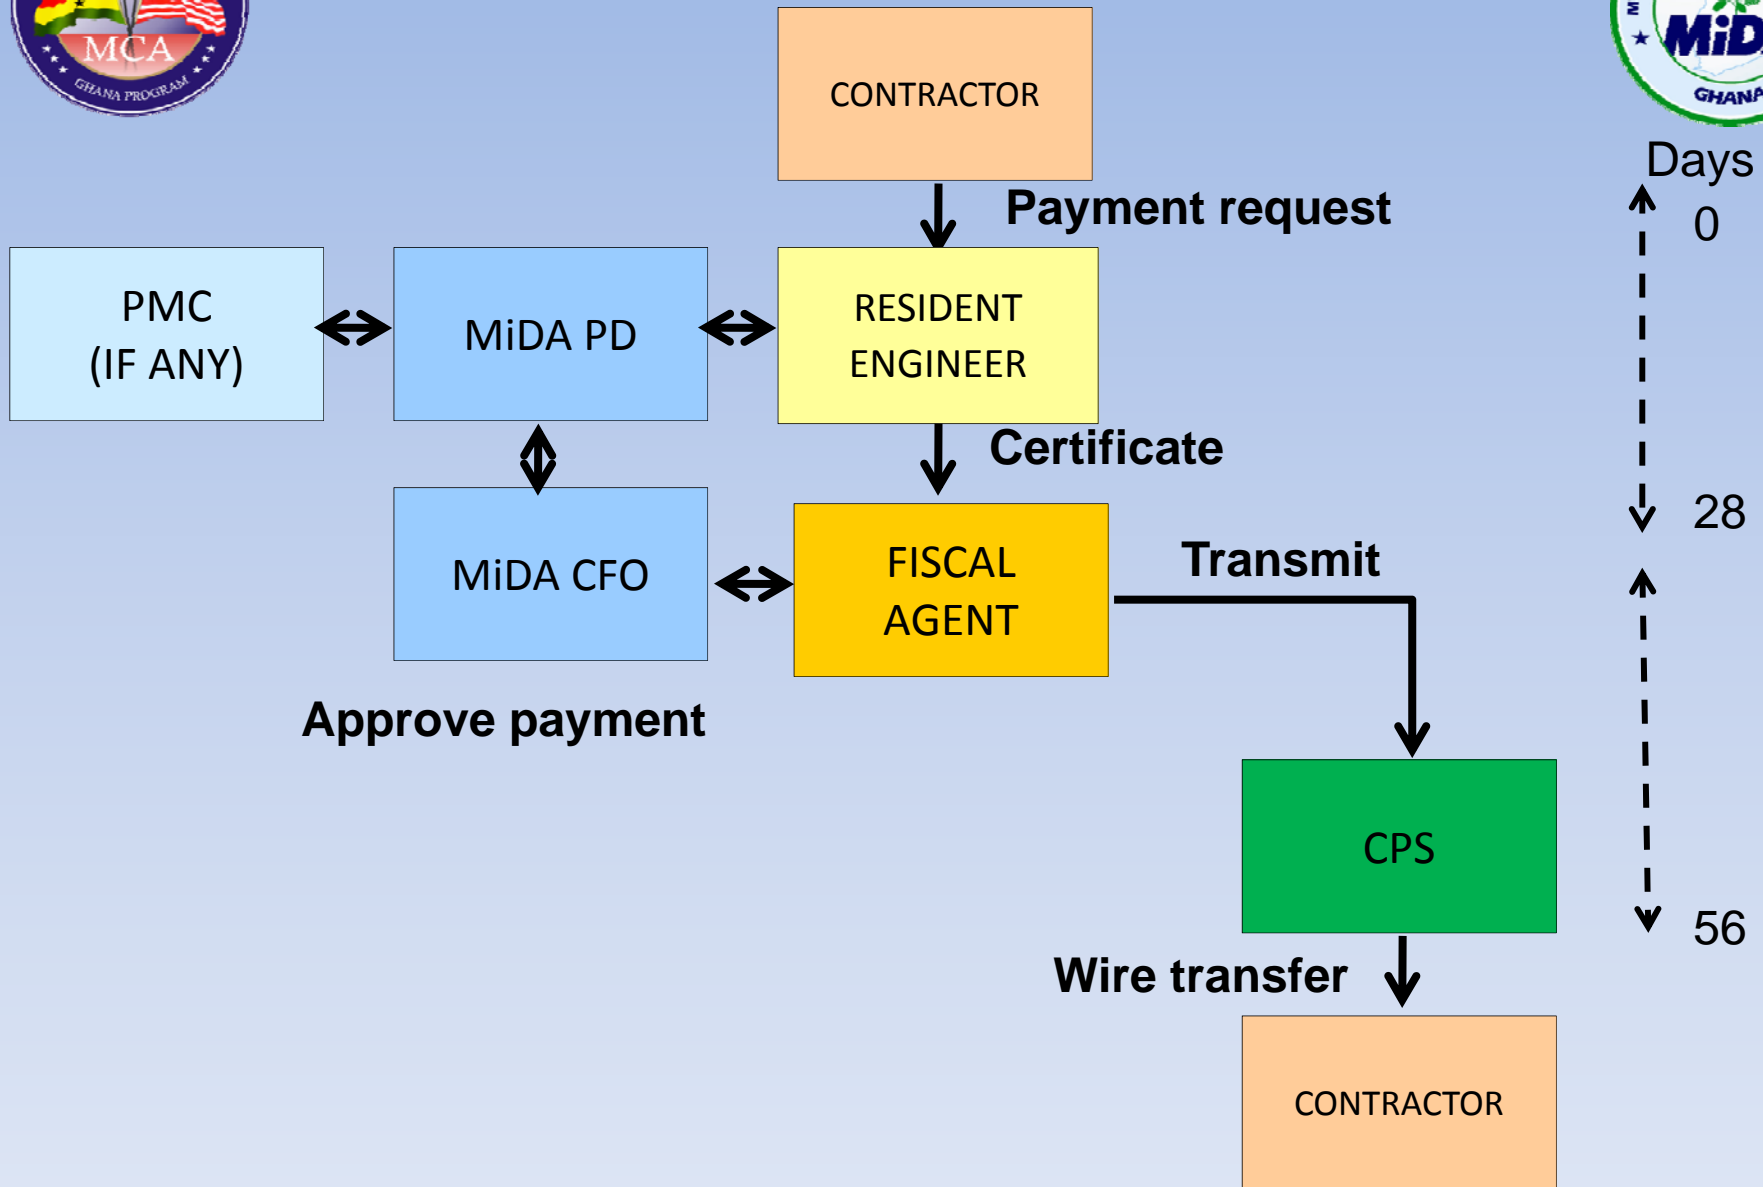 MCA
GHANA PROGRAM
CONTRACTOR
MiD
GHANA
Days
Payment request
0
PMC
(IF ANY)
MiDA PD
RESIDENT
ENGINEER
Certificate
28
MiDA CFO
FISCAL
AGENT
Transmit
Approve payment
CPS
56
Wire transfer
CONTRACTOR